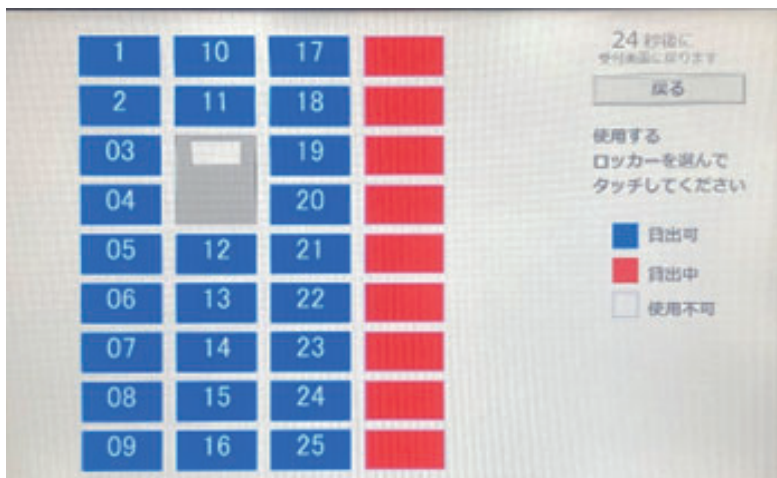 1 10 17
2 11 18
03 19
04 20
05 12 21
06 13 22
07 14 23
08 15 24
09 16 25
24 秒後に
受付画面に戻ります
戻る
使用する
ロッカーを選んで
タッチしてください
貸出可
貸出中
使用不可